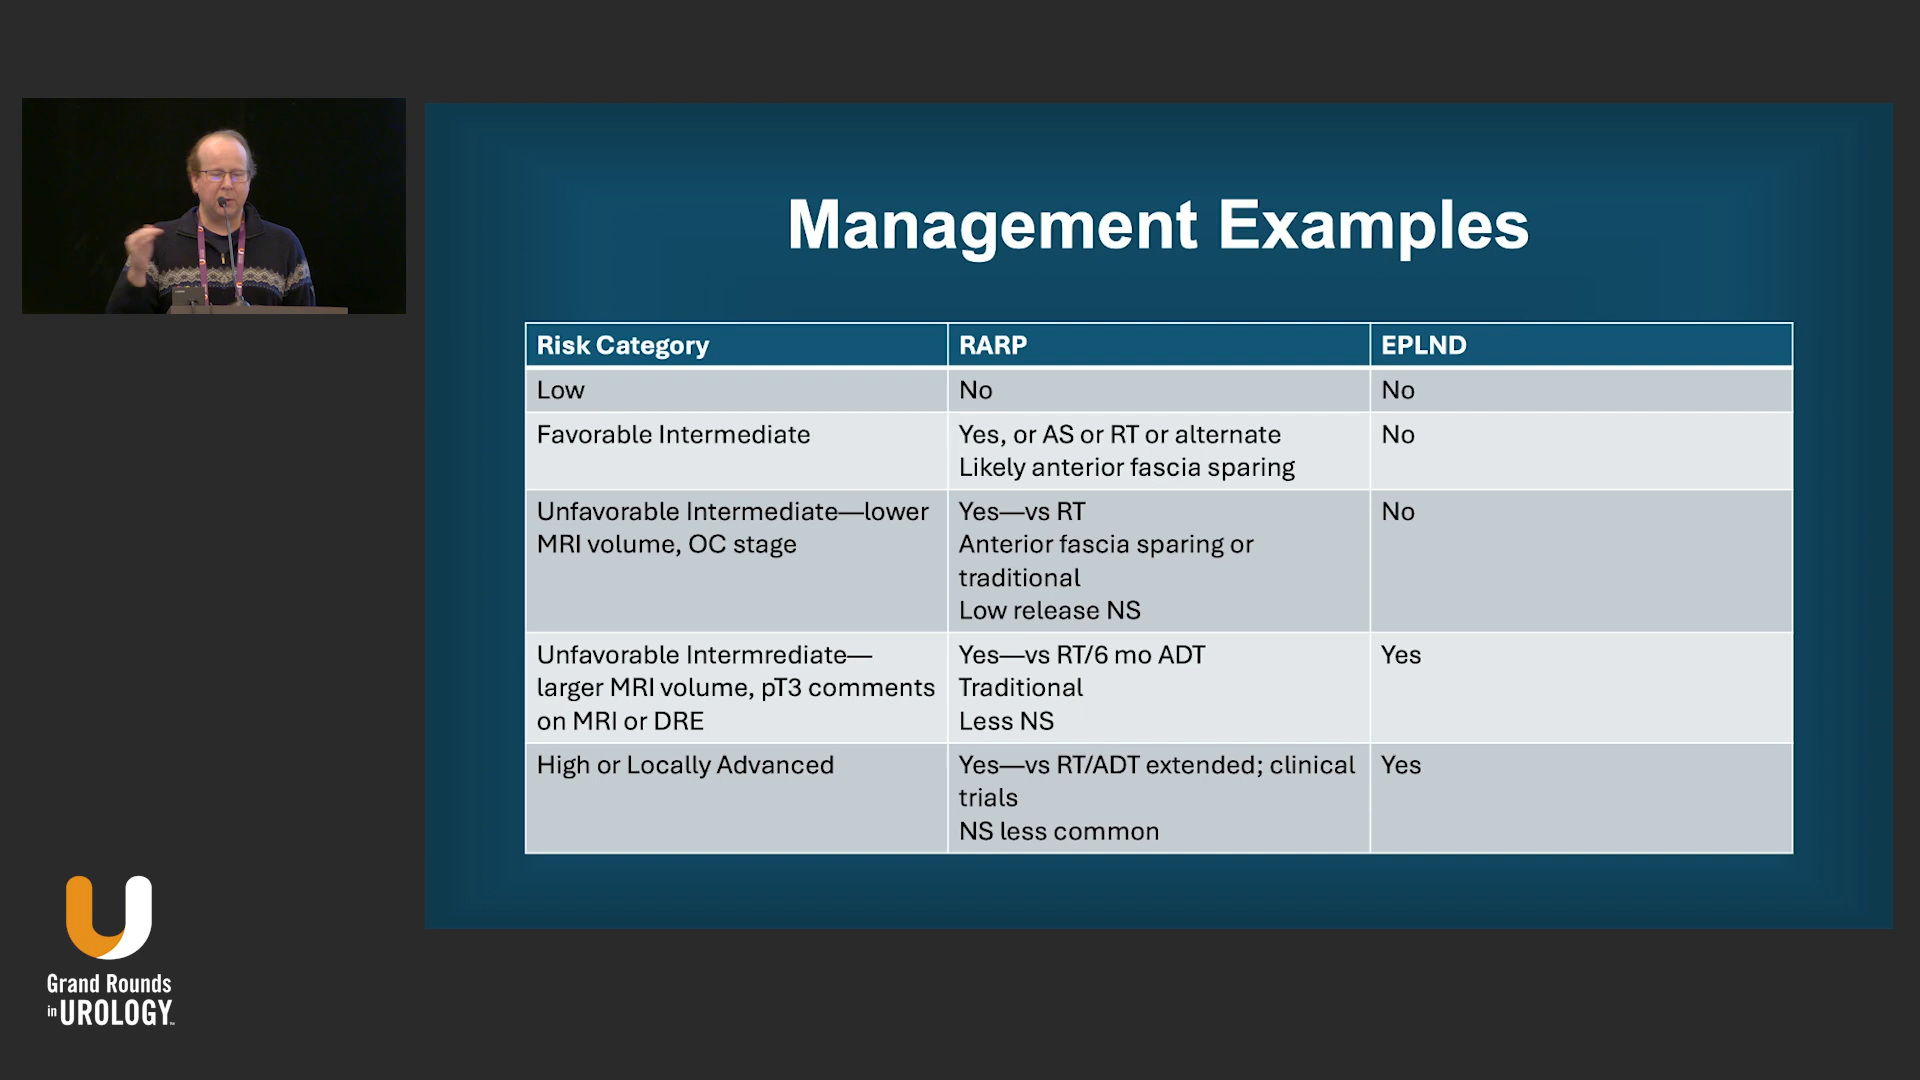 Management Examples
Risk Category
RARP
EPLND
Low
No
No
Favorable Intermediate
Yes, or AS or RT or alternate
Likely anterior fascia sparing
No
Unfavorable Intermediate—lower
MRI volume, OC stage
Yes—vs RT
Anterior fascia sparing or
traditional
Low release NS
No
Unfavorable Intermrediate—
larger MRI volume, pT3 comments
on MRI or DRE
Yes—vs RT/6 mo ADT
Traditional
Less NS
Yes
High or Locally Advanced
Yes—vs RT/ADT extended; clinical
trials
NS less common
Yes
Grand Rounds
in UROLOGY